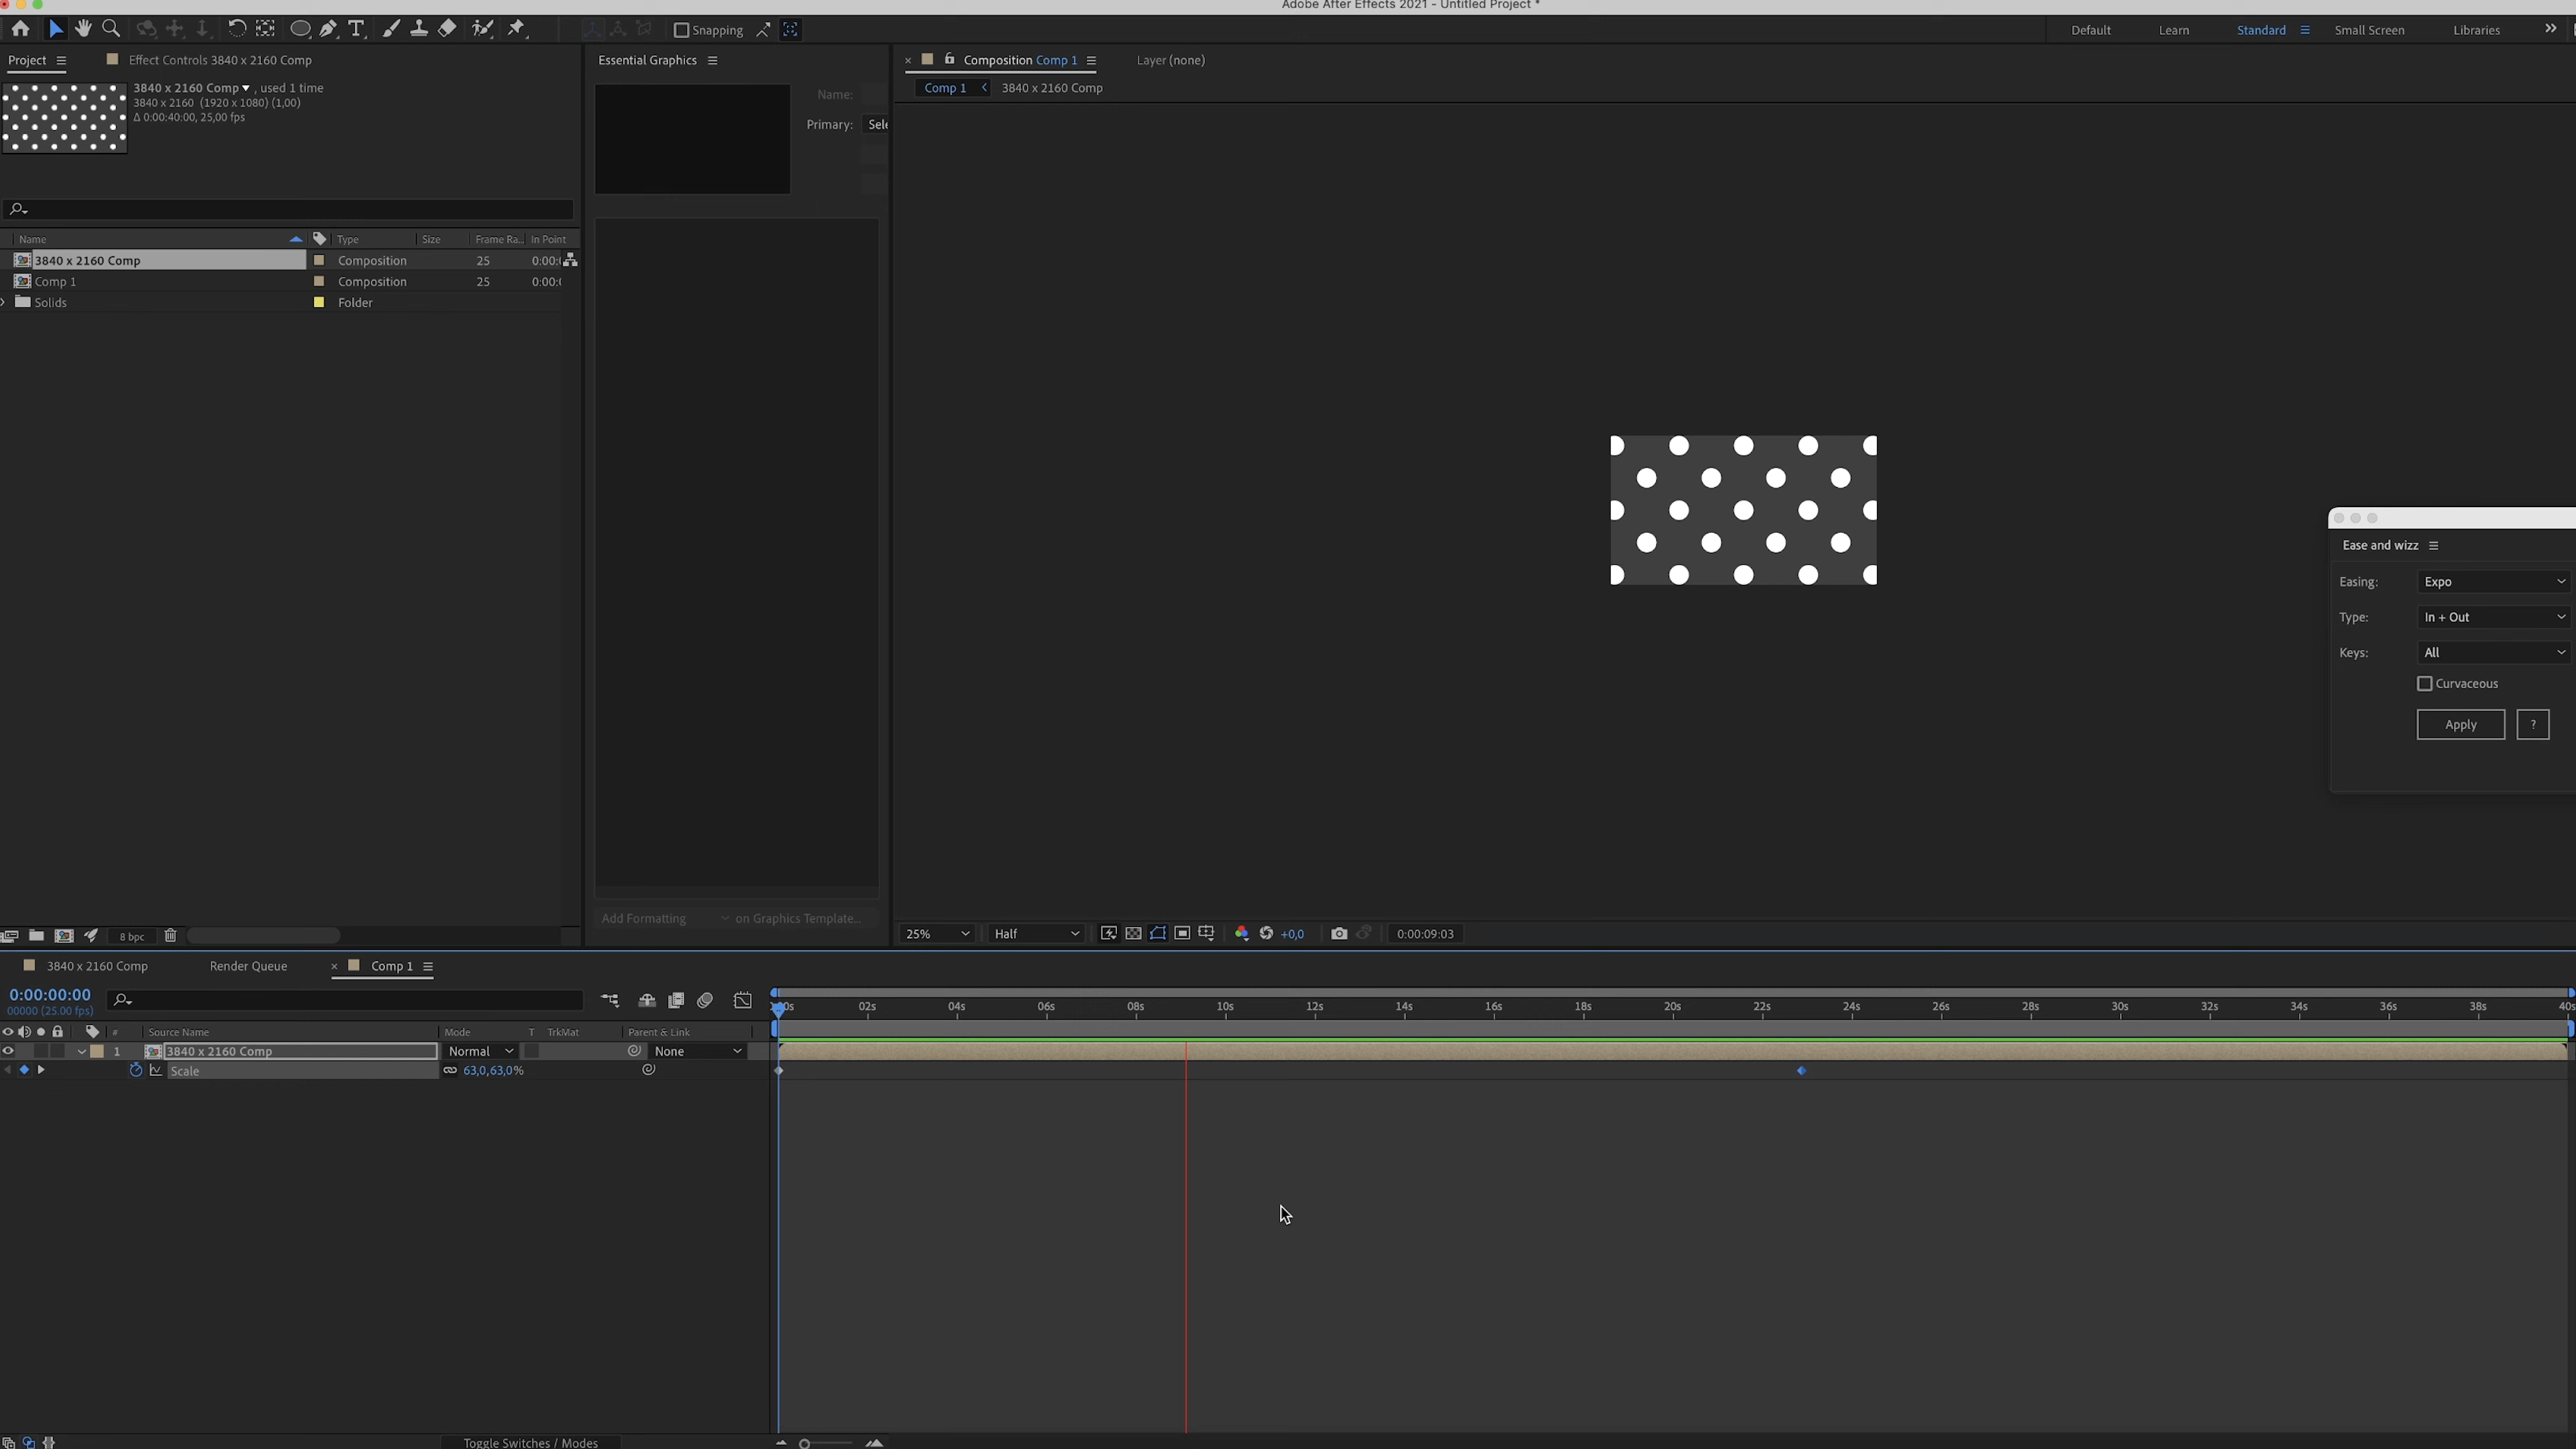 Adobe After Effects 2021 - Untitled Project *
Snapping
Default
Learn
Standard
Small Screen
Libraries
Project
Effect Controls 3840 x 2160 Comp
3840 x 2160 Comp , used 1 time
3840 x 2160 (1920 x 1080) (1,00)
Δ 0:00:40:00, 25,00 fps
Name Type Size Frame Ra.. In Point
3840 x 2160 Comp Composition 25 0:00:
Comp 1 Composition 25 0:00:
Solids Folder
8 bpc
Essential Graphics
Name:
Primary: Sele
Add Formatting on Graphics Template...
Composition Comp 1
Layer (none)
Comp 1 3840 x 2160 Comp
25% Half +0,0 0:00:09:03
Ease and wizz
Easing: Expo
Type: In + Out
Keys: All
Curvaceous
Apply ?
3840 x 2160 Comp
Render Queue
Comp 1
0:00:00:00
00000 (25.00 fps)
02s 04s 06s 08s 10s 12s 14s 16s 18s 20s 22s 24s 26s 28s 30s 32s 34s 36s 38s 40s
# Source Name Mode T TrkMat Parent & Link
1 3840 x 2160 Comp Normal None
Scale 63,0,63,0%
Toggle Switches / Modes